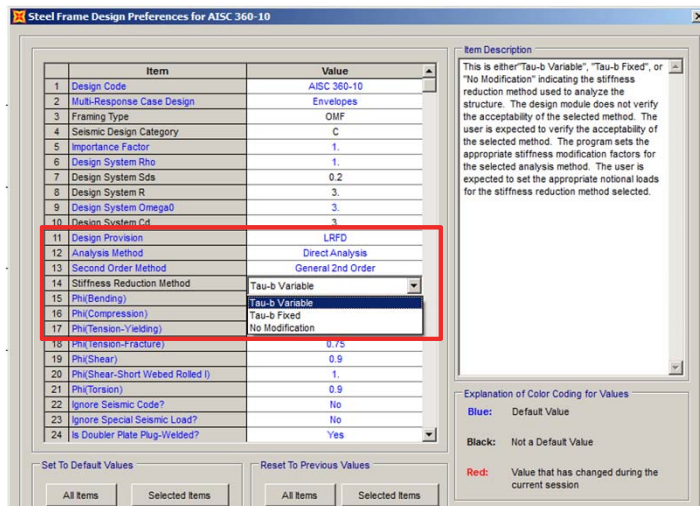 Steel Frame Design Preferences for AISC 360-10
Item Value
1 Design Code AISC 360-10
2 Multi-Response Case Design Envelopes
3 Framing Type OMF
4 Seismic Design Category C
5 Importance Factor 1.
6 Design System Rho 1.
7 Design System Sds 0.2
8 Design System R 3.
9 Design System Omega0 3.
10 Design System Cd 3.
11 Design Provision LRFD
12 Analysis Method Direct Analysis
13 Second Order Method General 2nd Order
14 Stiffness Reduction Method Tau-b Variable
15 Phi(Bending) Tau-b Variable
16 Phi(Compression) Tau-b Fixed
17 Phi(Tension-Yielding) No Modification
18 Phi(Tension-Fracture) 0.75
19 Phi(Shear) 0.9
20 Phi(Shear-Short Webed Rolled I) 1.
21 Phi(Torsion) 0.9
22 Ignore Seismic Code? No
23 Ignore Special Seismic Load? No
24 Is Doubler Plate Plug-Welded? Yes
Item Description
This is either"Tau-b Variable", "Tau-b Fixed", or
"No Modification" indicating the stiffness
reduction method used to analyze the
structure. The design module does not verify
the acceptability of the selected method. The
user is expected to verify the acceptability of
the selected method. The program sets the
appropriate stiffness modification factors for
the selected analysis method. The user is
expected to set the appropriate notional loads
for the stiffness reduction method selected.
Explanation of Color Coding for Values
Blue: Default Value
Black: Not a Default Value
Red: Value that has changed during the
current session
Set To Default Values
All Items Selected Items
Reset To Previous Values
All Items Selected Items